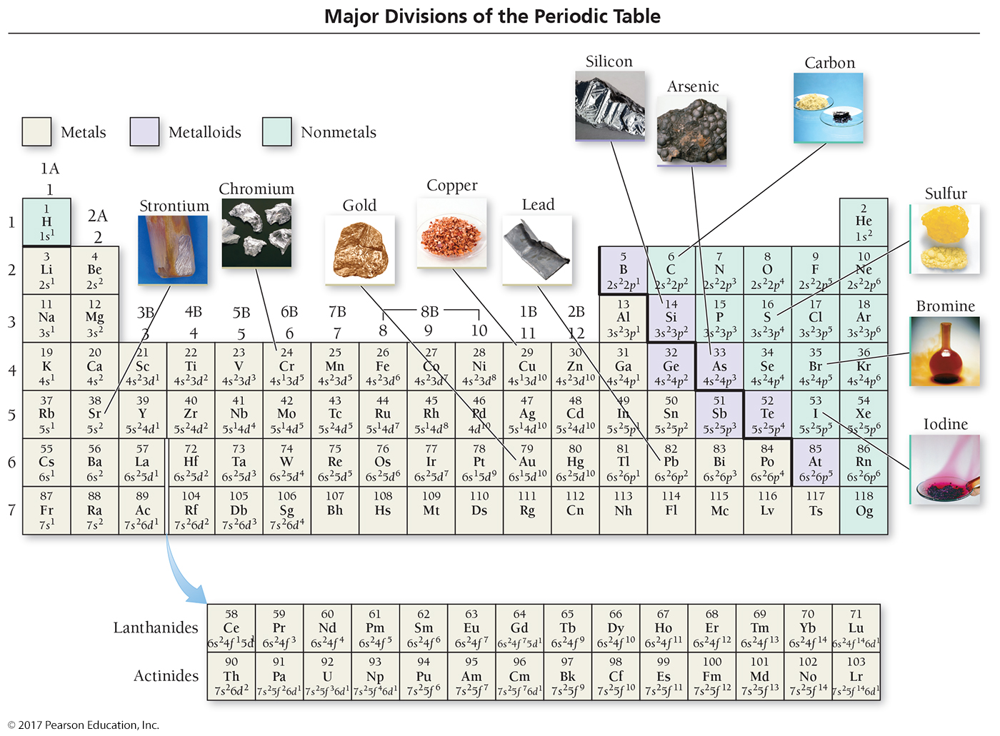 Major Divisions of the Periodic Table
Silicon
Carbon
Arsenic
Metals Metalloids Nonmetals
1A
1
Chromium Copper Sulfur
Strontium Gold Lead
2A
2
1 2
1 H He
1s¹ 1s²
3 4 5 6 7 8 9 10
2 Li Be B C N O F Ne
2s¹ 2s² 2s²2p¹ 2s²2p² 2s²2p³ 2s²2p⁴ 2s²2p⁵ 2s²2p⁶
Bromine
11 12 13 14 15 16 17 18
3 Na Mg Al Si P S Cl Ar
3s¹ 3s² 3s²3p¹ 3s²3p² 3s²3p³ 3s²3p⁴ 3s²3p⁵ 3s²3p⁶
3B 4B 5B 6B 7B 8B 1B 2B
3 4 5 6 7 8 9 10 11 12
19 20 21 22 23 24 25 26 27 28 29 30 31 32 33 34 35 36
4 K Ca Sc Ti V Cr Mn Fe Co Ni Cu Zn Ga Ge As Se Br Kr
4s¹ 4s² 4s²3d¹ 4s²3d² 4s²3d³ 4s¹3d⁵ 4s²3d⁵ 4s²3d⁶ 4s²3d⁷ 4s²3d⁸ 4s¹3d¹⁰ 4s²3d¹⁰ 4s²4p¹ 4s²4p² 4s²4p³ 4s²4p⁴ 4s²4p⁵ 4s²4p⁶
37 38 39 40 41 42 43 44 45 46 47 48 49 50 51 52 53 54
5 Rb Sr Y Zr Nb Mo Tc Ru Rh Pd Ag Cd In Sn Sb Te I Xe
5s¹ 5s² 5s²4d¹ 5s²4d² 5s¹4d⁴ 5s¹4d⁵ 5s²4d⁵ 5s¹4d⁷ 5s¹4d⁸ 4d¹⁰ 5s¹4d¹⁰ 5s²4d¹⁰ 5s²5p¹ 5s²5p² 5s²5p³ 5s²5p⁴ 5s²5p⁵ 5s²5p⁶
Iodine
55 56 57 72 73 74 75 76 77 78 79 80 81 82 83 84 85 86
6 Cs Ba La Hf Ta W Re Os Ir Pt Au Hg Tl Pb Bi Po At Rn
6s¹ 6s² 6s²5d¹ 6s²5d² 6s²5d³ 6s²5d⁴ 6s²5d⁵ 6s²5d⁶ 6s²5d⁷ 6s¹5d⁹ 6s¹5d¹⁰ 6s²5d¹⁰ 6s²6p¹ 6s²6p² 6s²6p³ 6s²6p⁴ 6s²6p⁵ 6s²6p⁶
87 88 89 104 105 106 107 108 109 110 111 112 113 114 115 116 117 118
7 Fr Ra Ac Rf Db Sg Bh Hs Mt Ds Rg Cn Nh Fl Mc Lv Ts Og
7s¹ 7s² 7s²6d¹ 7s²6d² 7s²6d³ 7s²6d⁴
58 59 60 61 62 63 64 65 66 67 68 69 70 71
Lanthanides Ce Pr Nd Pm Sm Eu Gd Tb Dy Ho Er Tm Yb Lu
6s²4f¹5d¹ 6s²4f³ 6s²4f⁴ 6s²4f⁵ 6s²4f⁶ 6s²4f⁷ 6s²4f⁷5d¹ 6s²4f⁹ 6s²4f¹⁰ 6s²4f¹¹ 6s²4f¹² 6s²4f¹³ 6s²4f¹⁴ 6s²4f¹⁴6d¹
90 91 92 93 94 95 96 97 98 99 100 101 102 103
Actinides Th Pa U Np Pu Am Cm Bk Cf Es Fm Md No Lr
7s²6d² 7s²5f²6d¹ 7s²5f³6d¹ 7s²5f⁴6d¹ 7s²5f⁶ 7s²5f⁷ 7s²5f⁷6d¹ 7s²5f⁹ 7s²5f¹⁰ 7s²5f¹¹ 7s²5f¹² 7s²5f¹³ 7s²5f¹⁴ 7s²5f¹⁴6d¹
© 2017 Pearson Education, Inc.